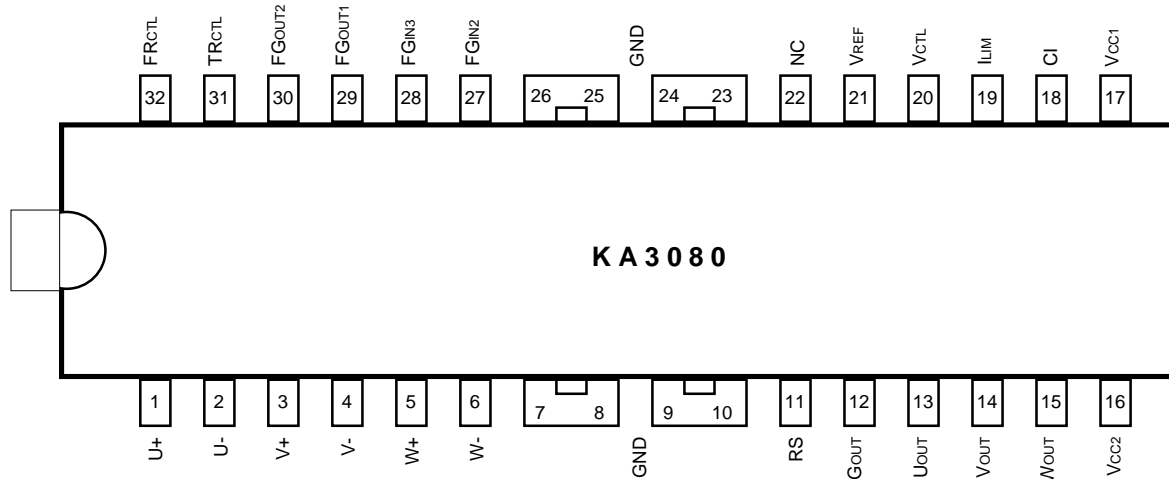 FRCTL TRCTL FGOUT2 FGOUT1 FGIN3 FGIN2 GND NC VREF VCTL ILIM CI VCC1
32 31 30 29 28 27 26 25 24 23 22 21 20 19 18 17
KA3080
1 2 3 4 5 6 7 8 9 10 11 12 13 14 15 16
U+ U- V+ V- W+ W- GND RS GOUT UOUT VOUT WOUT VCC2